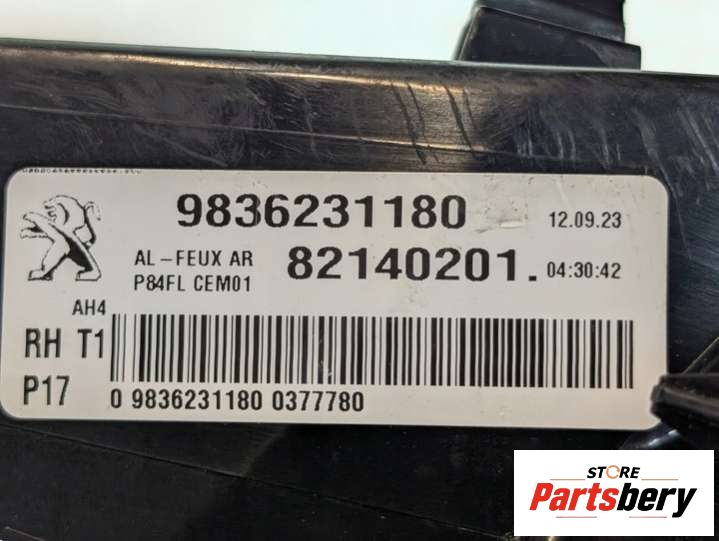 9836231180 12.09.23
AL-FEUX AR 82140201. 04:30:42
P84FL CEM01
AH4
RH T1
P17
0 9836231180 0377780
STORE
Partsbery